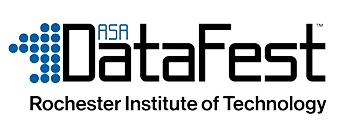 ASA
DataFest™
Rochester Institute of Technology